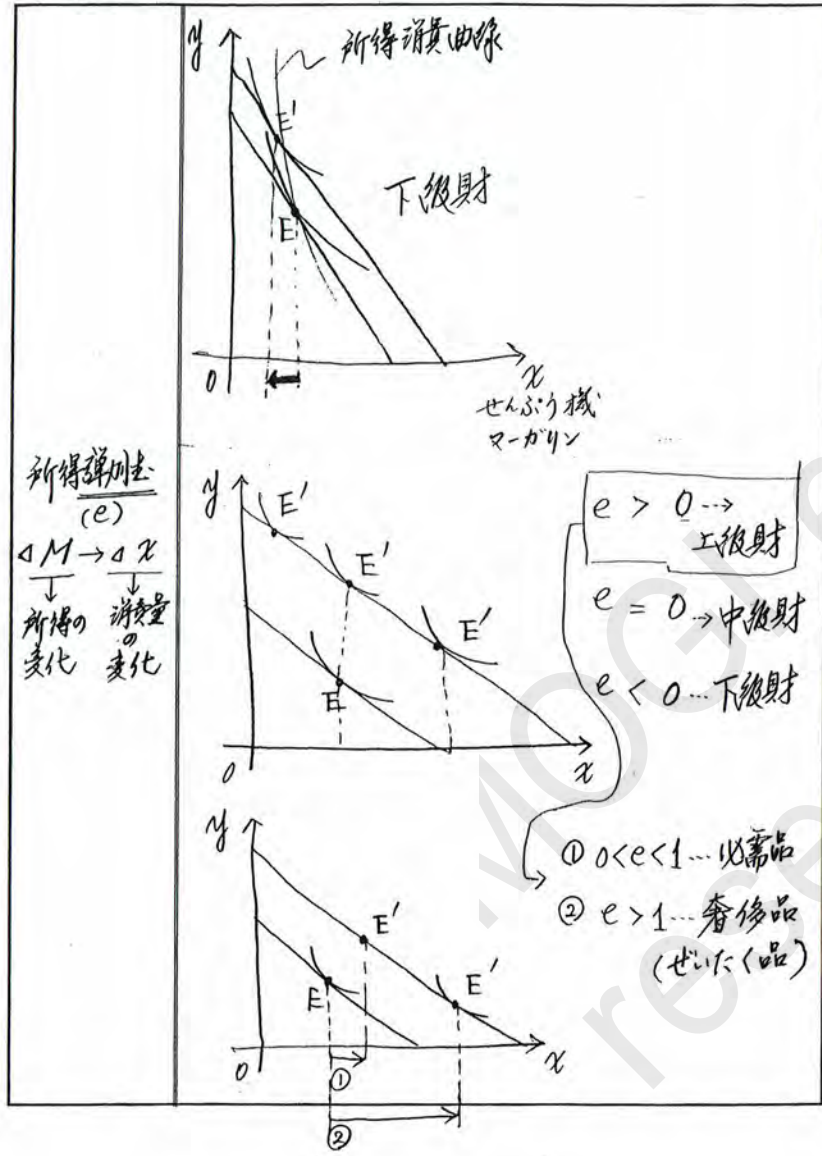 所得弾力性
(e)
⊿M → ⊿x
↓ ↓
所得の変化 消費量の変化
y
所得消費曲線
E'
下級財
E
0
x
せんぷう機
マーガリン
y
E'
E'
E'
E
0
x
e > 0 …→
上級財
e = 0 …→ 中級財
e < 0 … 下級財
y
E'
E
E'
0
x
①
②
① 0<e<1 … 必需品
② e>1 … 奢侈品
(ぜいたく品)
MOGI
rese